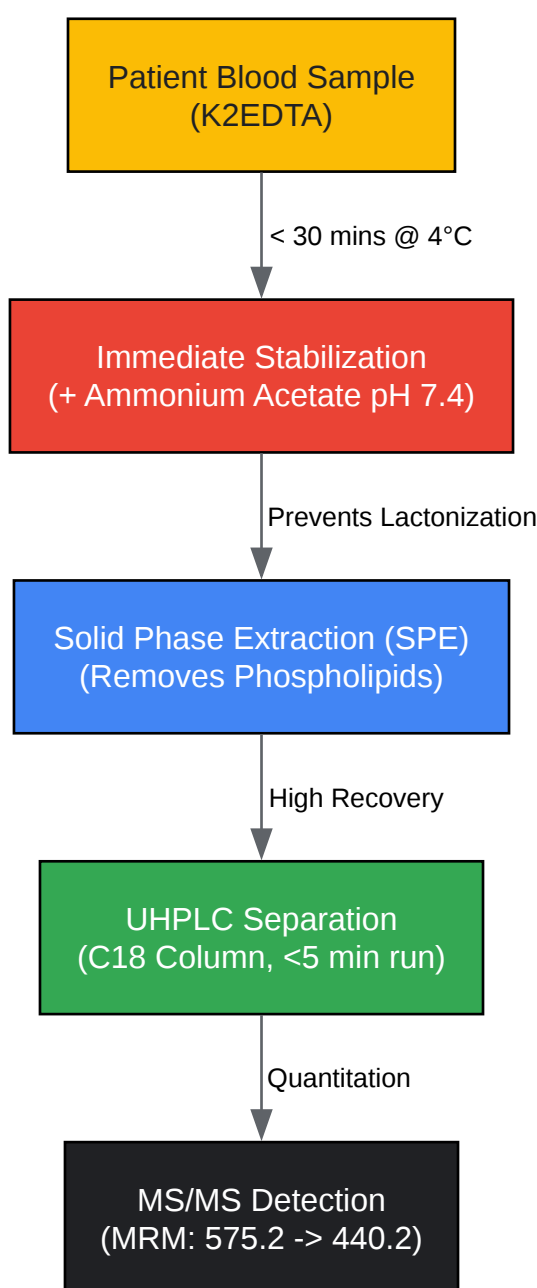 Patient Blood Sample
(K2EDTA)
< 30 mins @ 4°C
Immediate Stabilization
(+ Ammonium Acetate pH 7.4)
Prevents Lactonization
Solid Phase Extraction (SPE)
(Removes Phospholipids)
High Recovery
UHPLC Separation
(C18 Column, <5 min run)
Quantitation
MS/MS Detection
(MRM: 575.2 -> 440.2)